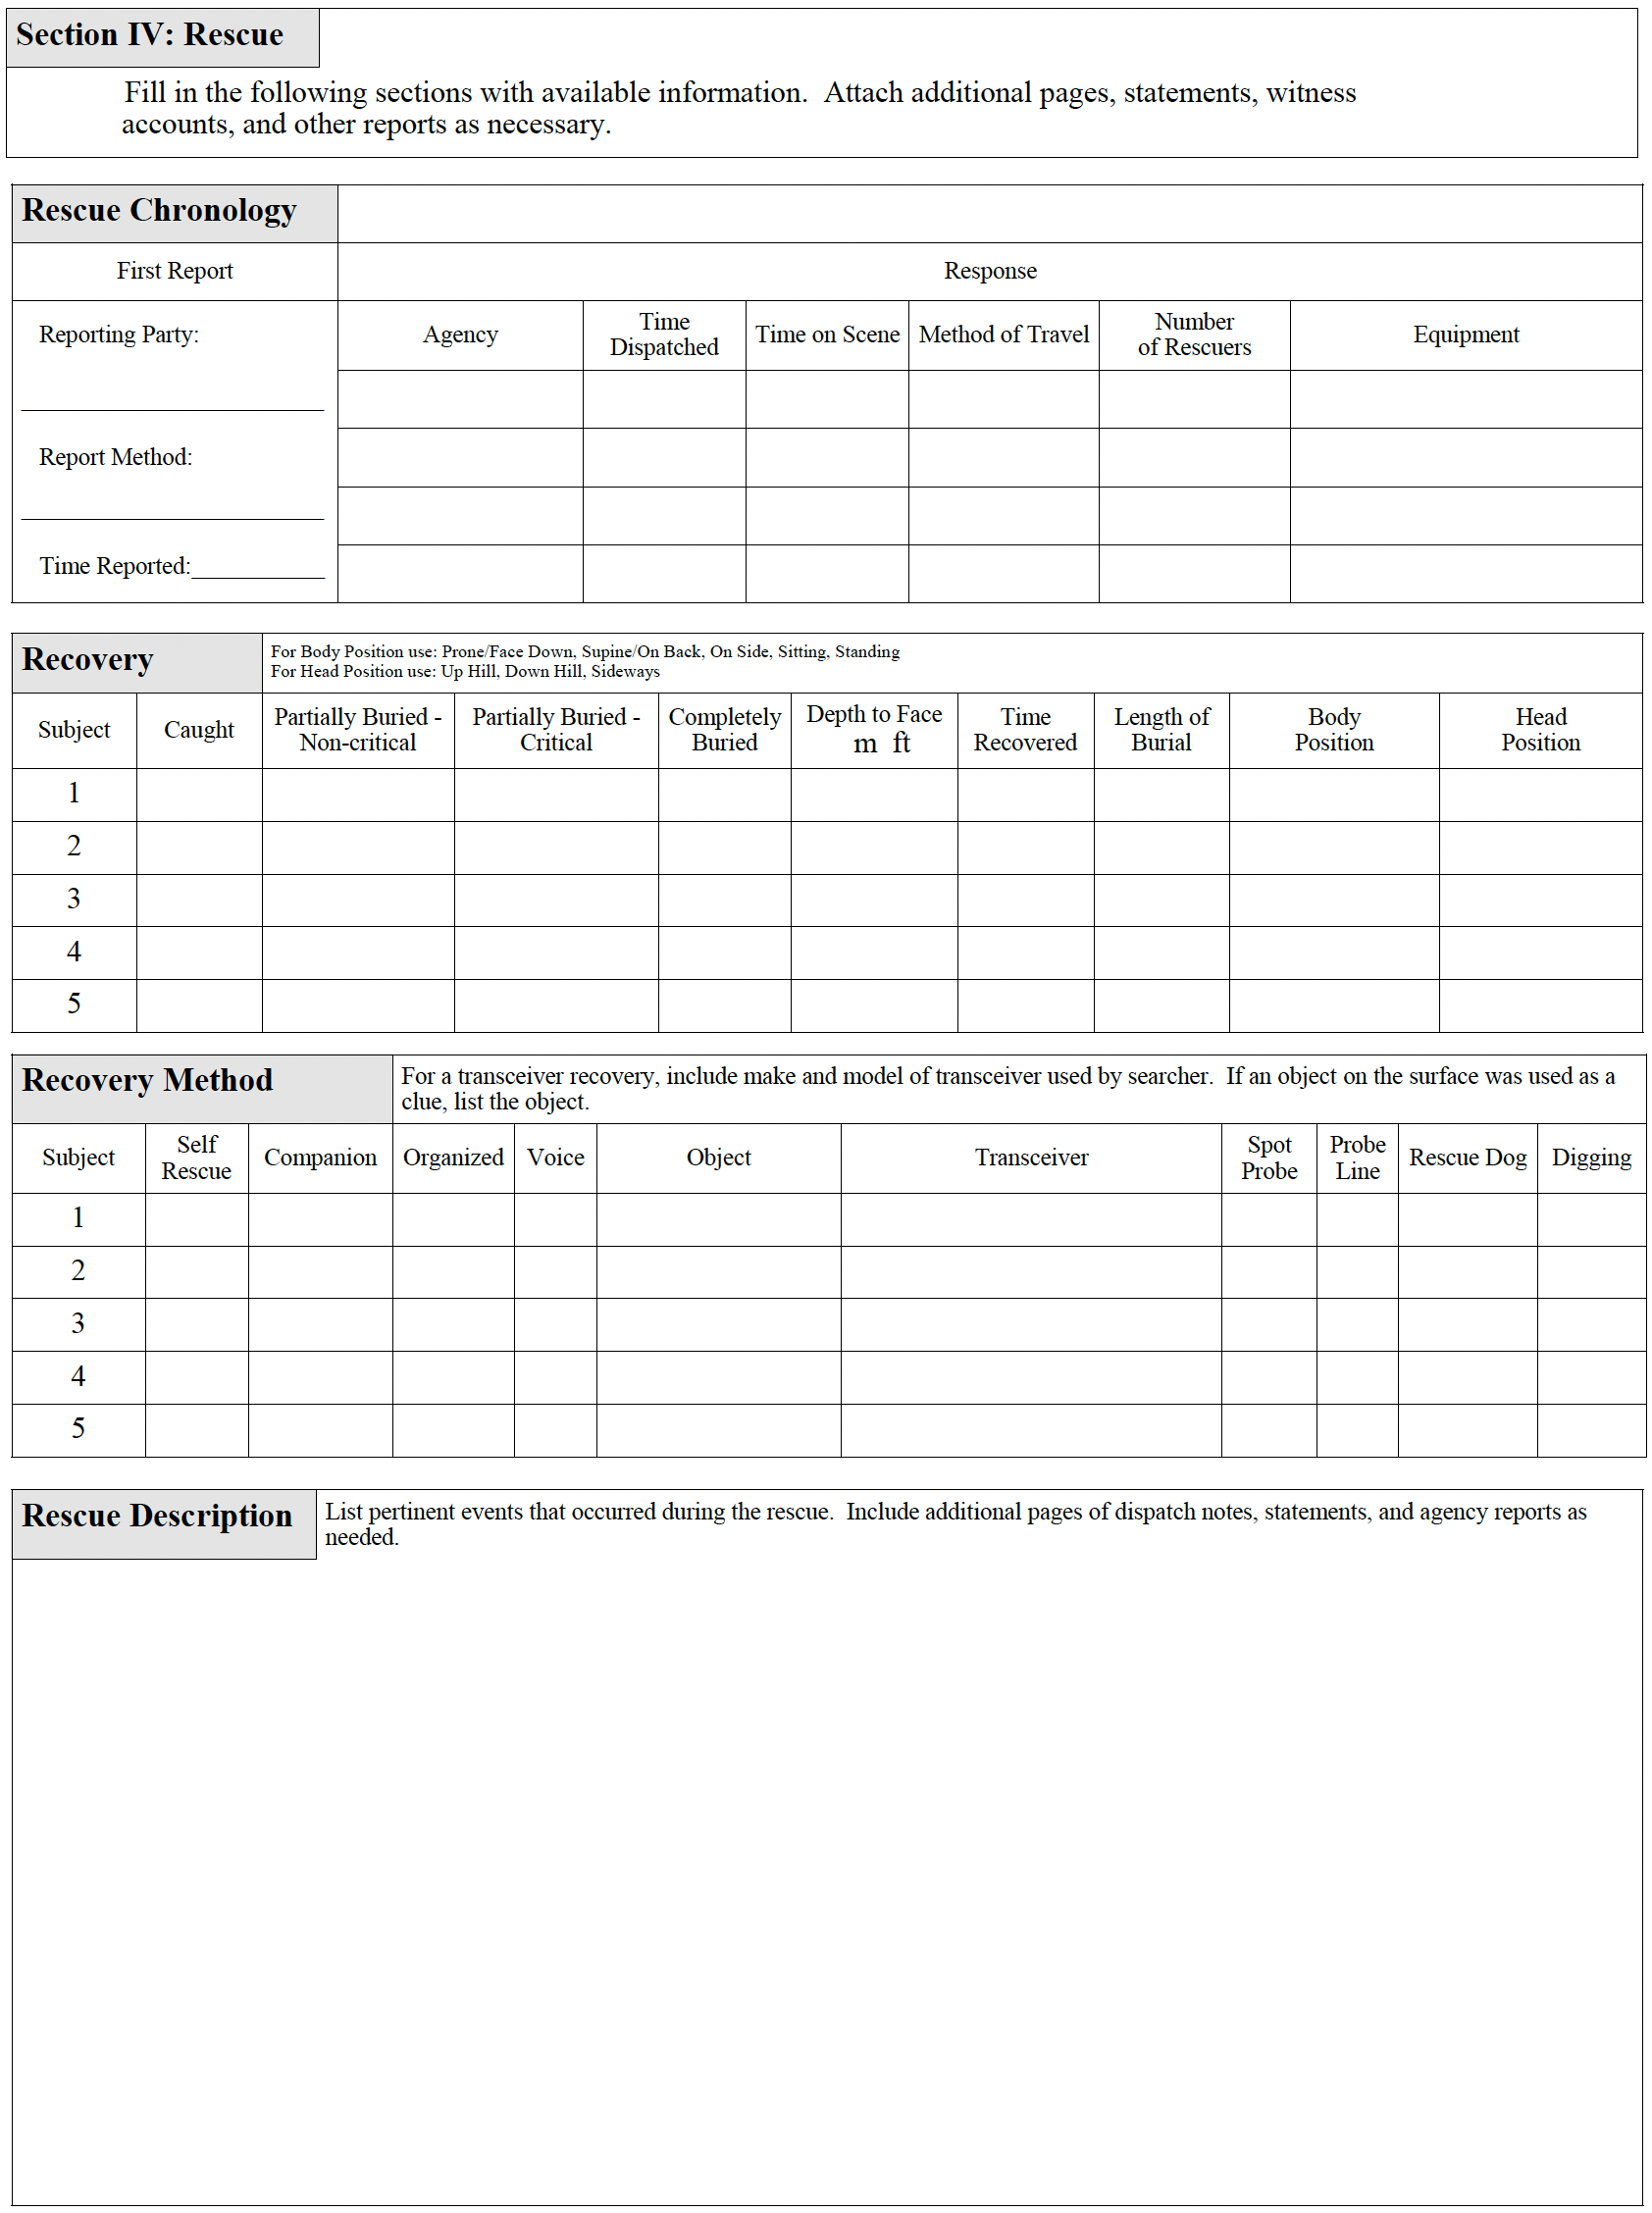 Section IV: Rescue
Fill in the following sections with available information.  Attach additional pages, statements, witness
accounts, and other reports as necessary.
Rescue Chronology
First Report
Response
Reporting Party:
Agency
Time
Dispatched
Time on Scene
Method of Travel
Number
of Rescuers
Equipment
Report Method:
Time Reported:
Recovery
For Body Position use: Prone/Face Down, Supine/On Back, On Side, Sitting, Standing
For Head Position use: Up Hill, Down Hill, Sideways
Subject
Caught
Partially Buried -
Non-critical
Partially Buried -
Critical
Completely
Buried
Depth to Face
m  ft
Time
Recovered
Length of
Burial
Body
Position
Head
Position
1
2
3
4
5
Recovery Method
For a transceiver recovery, include make and model of transceiver used by searcher.  If an object on the surface was used as a
clue, list the object.
Subject
Self
Rescue
Companion
Organized
Voice
Object
Transceiver
Spot
Probe
Probe
Line
Rescue Dog
Digging
1
2
3
4
5
Rescue Description
List pertinent events that occurred during the rescue.  Include additional pages of dispatch notes, statements, and agency reports as
needed.